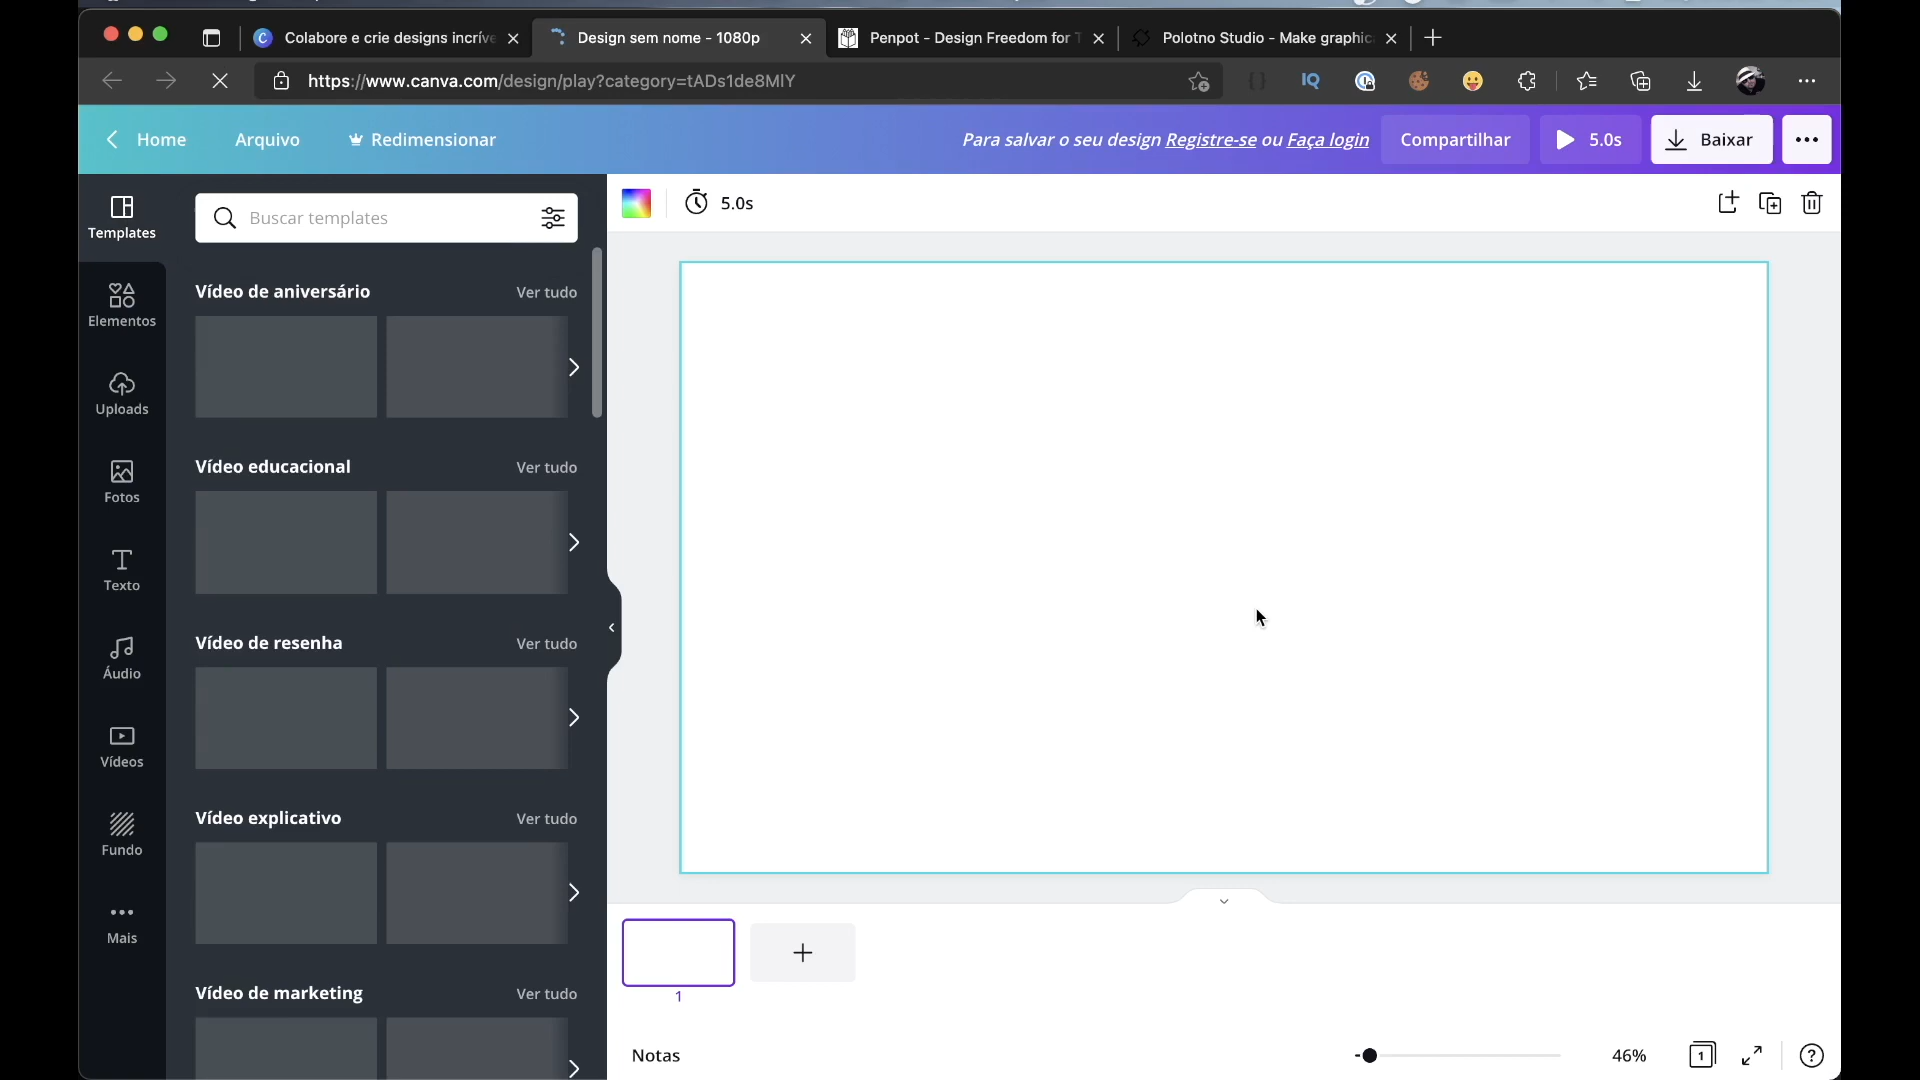 Colabore e crie designs incríve
Design sem nome - 1080p
Penpot - Design Freedom for T
Polotno Studio - Make graphic
https://www.canva.com/design/play?category=tADs1de8MlY
IQ
Home
Arquivo
Redimensionar
Para salvar o seu design Registre-se ou Faça login
Compartilhar
5.0s
Baixar
Templates
Buscar templates
5.0s
Elementos
Uploads
Fotos
Texto
Áudio
Vídeos
Fundo
Mais
Vídeo de aniversário
Ver tudo
Vídeo educacional
Ver tudo
Vídeo de resenha
Ver tudo
Vídeo explicativo
Ver tudo
Vídeo de marketing
Ver tudo
1
Notas
46%
1